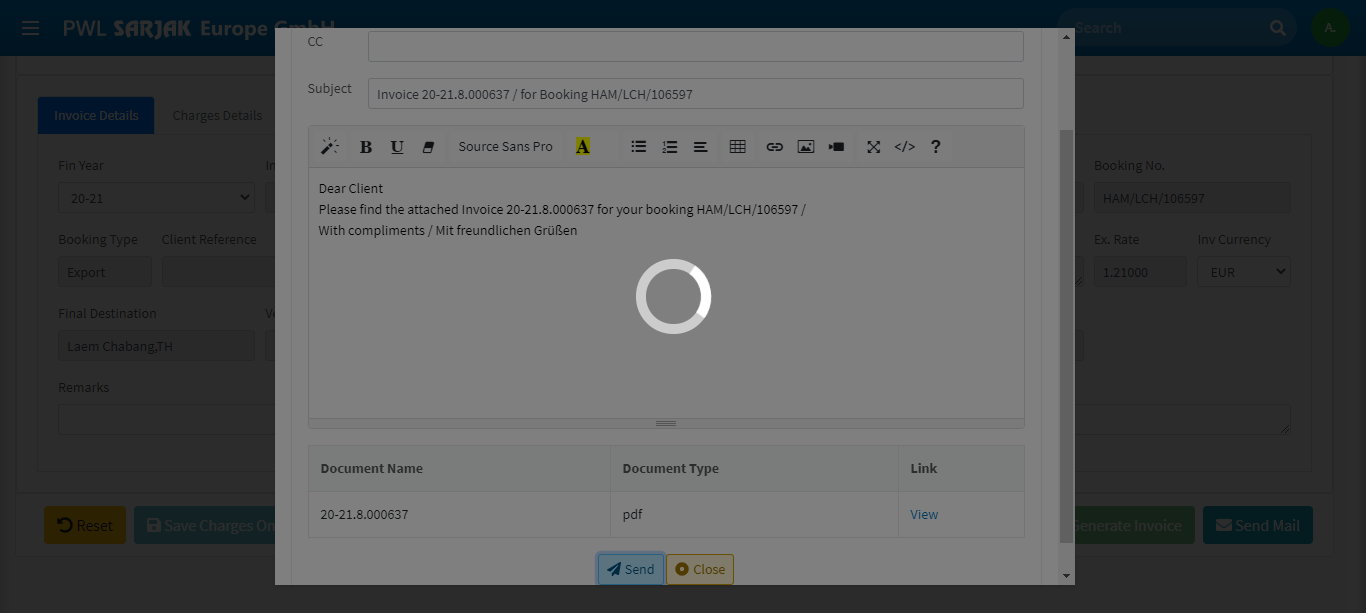 PWL SARJAK Europe GmbH
Search
A.
CC
Subject
Invoice 20-21.8.000637 / for Booking HAM/LCH/106597
Invoice Details
Charges Details
B U Source Sans Pro A </> ?
Fin Year
Booking No.
20-21
HAM/LCH/106597
Dear Client
Please find the attached Invoice 20-21.8.000637 for your booking HAM/LCH/106597 /
With compliments / Mit freundlichen Grüßen
Booking Type
Client Reference
Ex. Rate
Inv Currency
Export
1.21000
EUR
Final Destination
Laem Chabang,TH
Remarks
Document Name
Document Type
Link
20-21.8.000637
pdf
View
Reset
Save Charges On
Generate Invoice
Send Mail
Send
Close